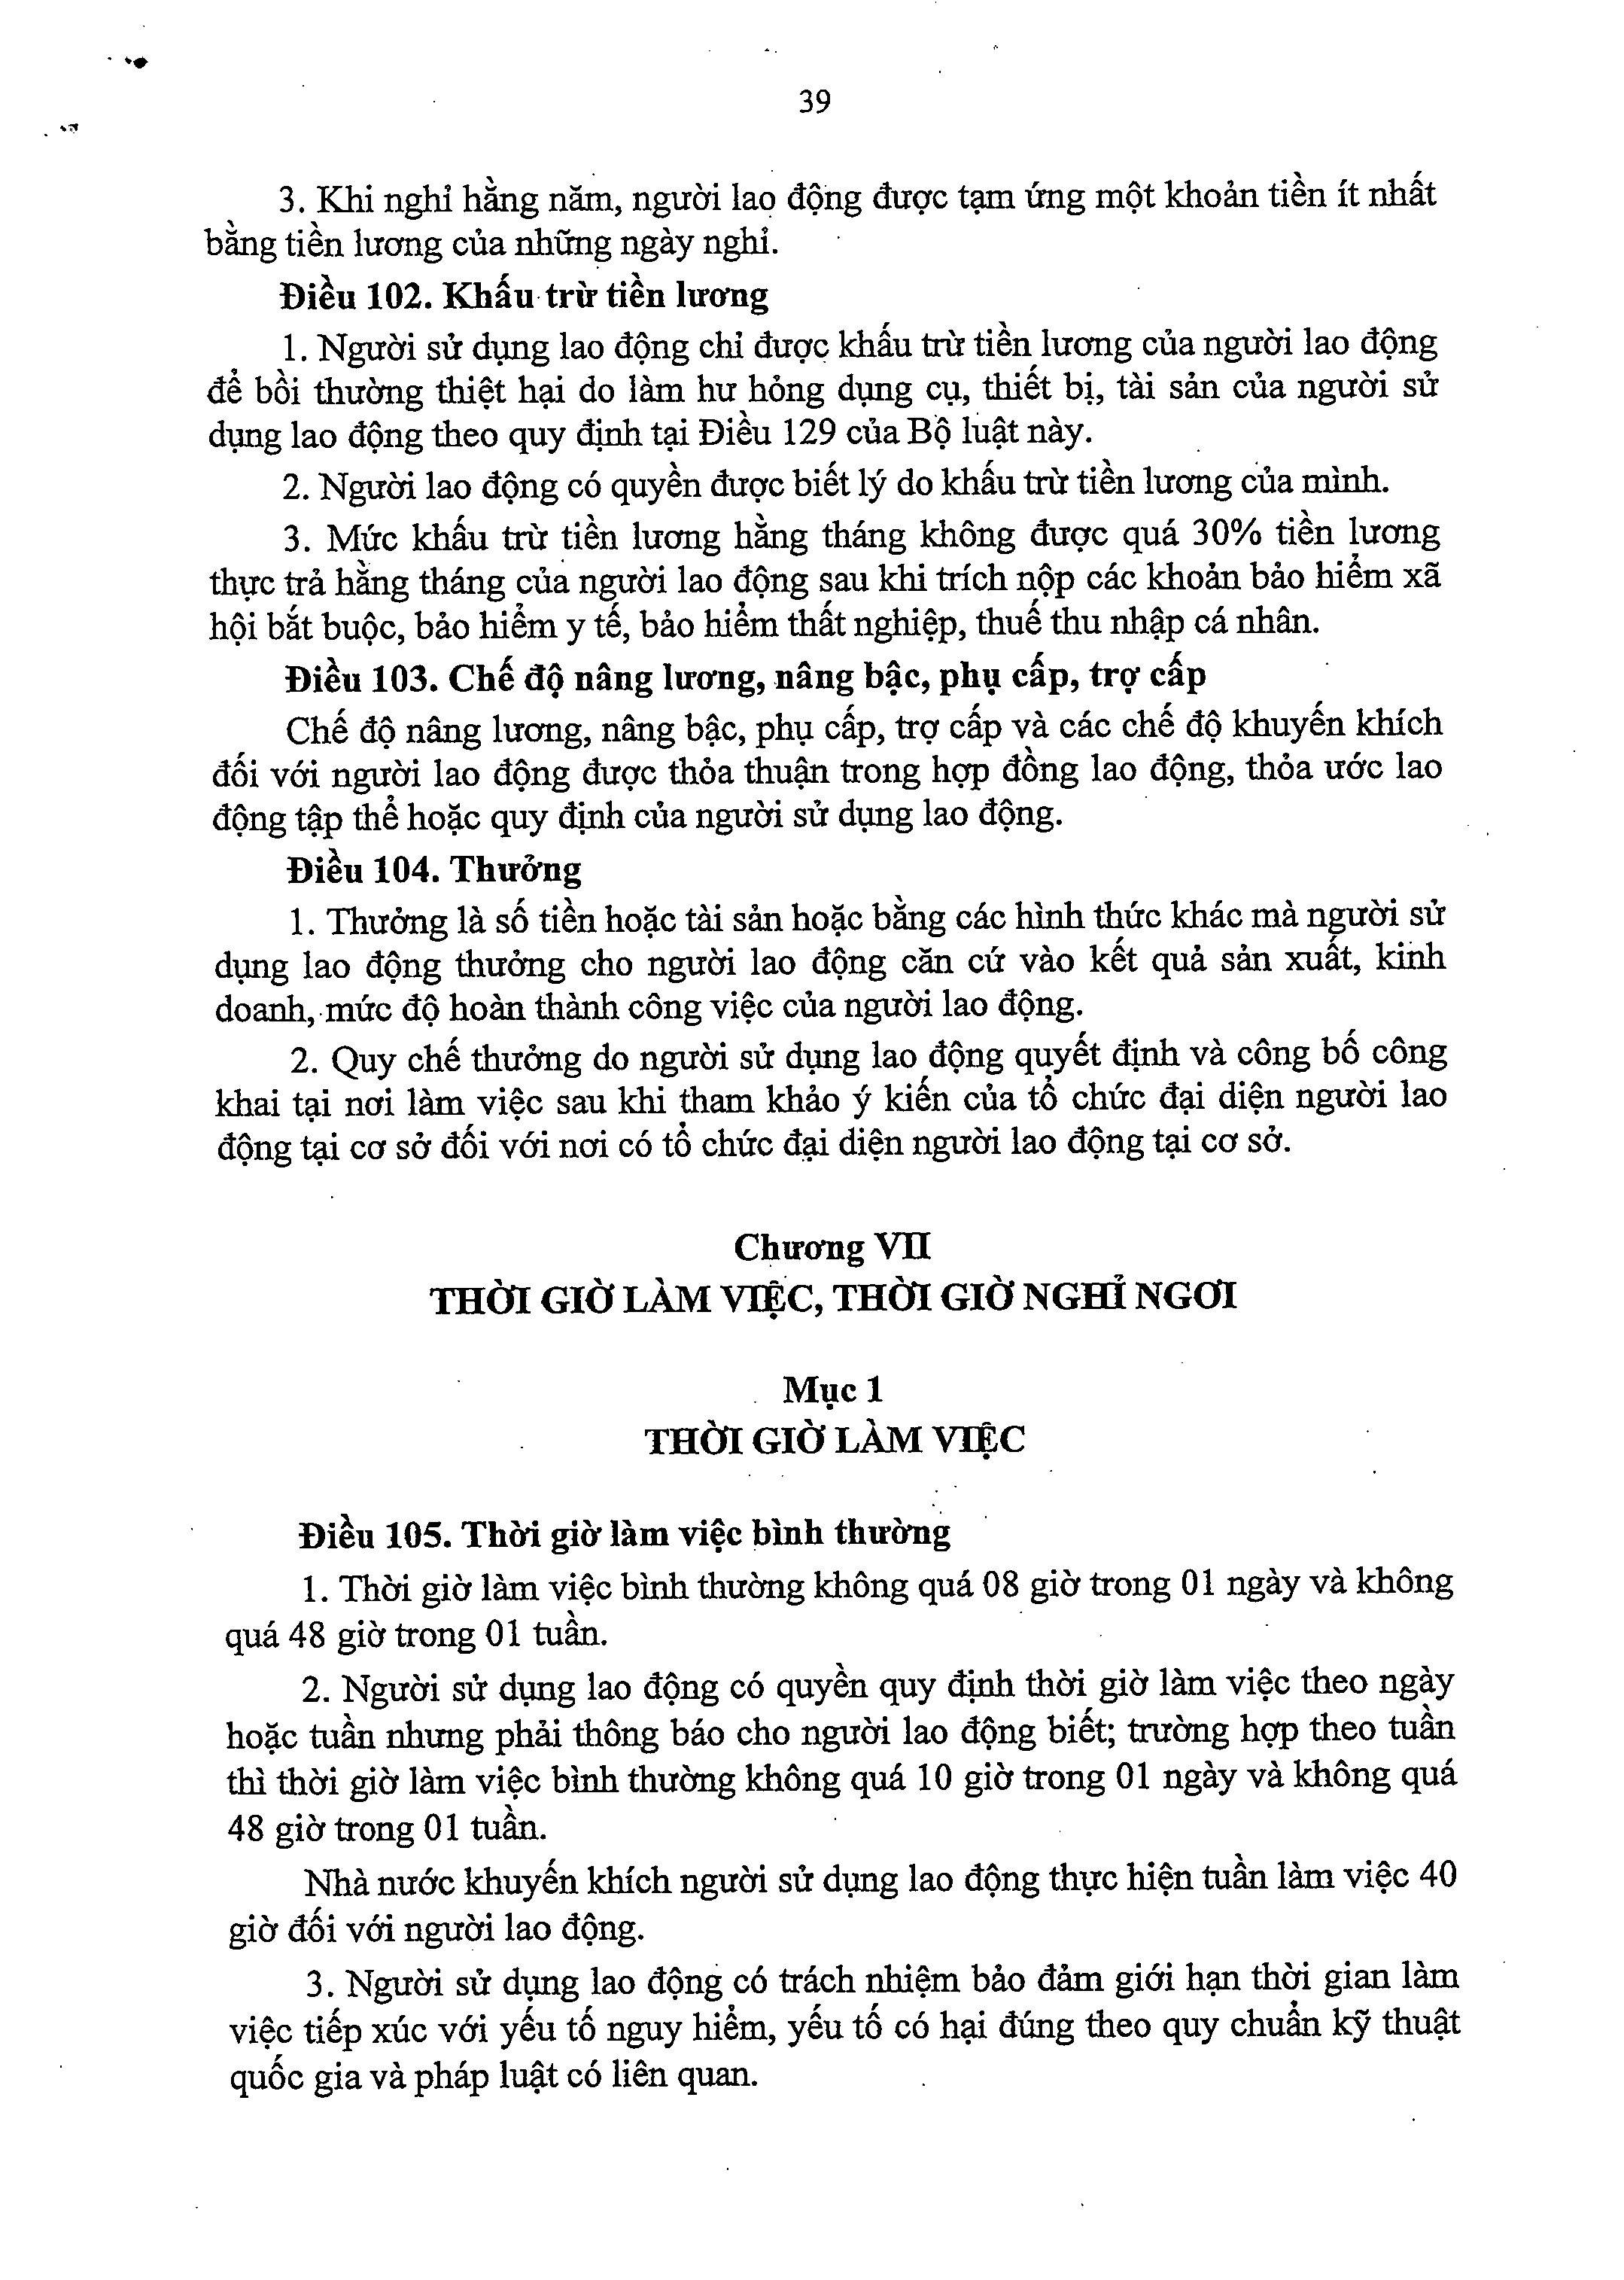 39
3. Khi nghỉ hằng năm, người lao động được tạm ứng một khoản tiền ít nhất
bằng tiền lương của những ngày nghỉ.
Điều 102. Khấu trừ tiền lương
1. Người sử dụng lao động chỉ được khấu trừ tiền lương của người lao động
để bồi thường thiệt hại do làm hư hỏng dụng cụ, thiết bị, tài sản của người sử
dụng lao động theo quy định tại Điều 129 của Bộ luật này.
2. Người lao động có quyền được biết lý do khấu trừ tiền lương của mình.
3. Mức khấu trừ tiền lương hằng tháng không được quá 30% tiền lương
thực trả hằng tháng của người lao động sau khi trích nộp các khoản bảo hiểm xã
hội bắt buộc, bảo hiểm y tế, bảo hiểm thất nghiệp, thuế thu nhập cá nhân.
Điều 103. Chế độ nâng lương, nâng bậc, phụ cấp, trợ cấp
Chế độ nâng lương, nâng bậc, phụ cấp, trợ cấp và các chế độ khuyến khích
đối với người lao động được thỏa thuận trong hợp đồng lao động, thỏa ước lao
động tập thể hoặc quy định của người sử dụng lao động.
Điều 104. Thưởng
1. Thưởng là số tiền hoặc tài sản hoặc bằng các hình thức khác mà người sử
dụng lao động thưởng cho người lao động căn cứ vào kết quả sản xuất, kinh
doanh, mức độ hoàn thành công việc của người lao động.
2. Quy chế thưởng do người sử dụng lao động quyết định và công bố công
khai tại nơi làm việc sau khi tham khảo ý kiến của tổ chức đại diện người lao
động tại cơ sở đối với nơi có tổ chức đại diện người lao động tại cơ sở.
Chương VII
THỜI GIỜ LÀM VIỆC, THỜI GIỜ NGHỈ NGƠI
Mục 1
THỜI GIỜ LÀM VIỆC
Điều 105. Thời giờ làm việc bình thường
1. Thời giờ làm việc bình thường không quá 08 giờ trong 01 ngày và không
quá 48 giờ trong 01 tuần.
2. Người sử dụng lao động có quyền quy định thời giờ làm việc theo ngày
hoặc tuần nhưng phải thông báo cho người lao động biết; trường hợp theo tuần
thì thời giờ làm việc bình thường không quá 10 giờ trong 01 ngày và không quá
48 giờ trong 01 tuần.
Nhà nước khuyến khích người sử dụng lao động thực hiện tuần làm việc 40
giờ đối với người lao động.
3. Người sử dụng lao động có trách nhiệm bảo đảm giới hạn thời gian làm
việc tiếp xúc với yếu tố nguy hiểm, yếu tố có hại đúng theo quy chuẩn kỹ thuật
quốc gia và pháp luật có liên quan.